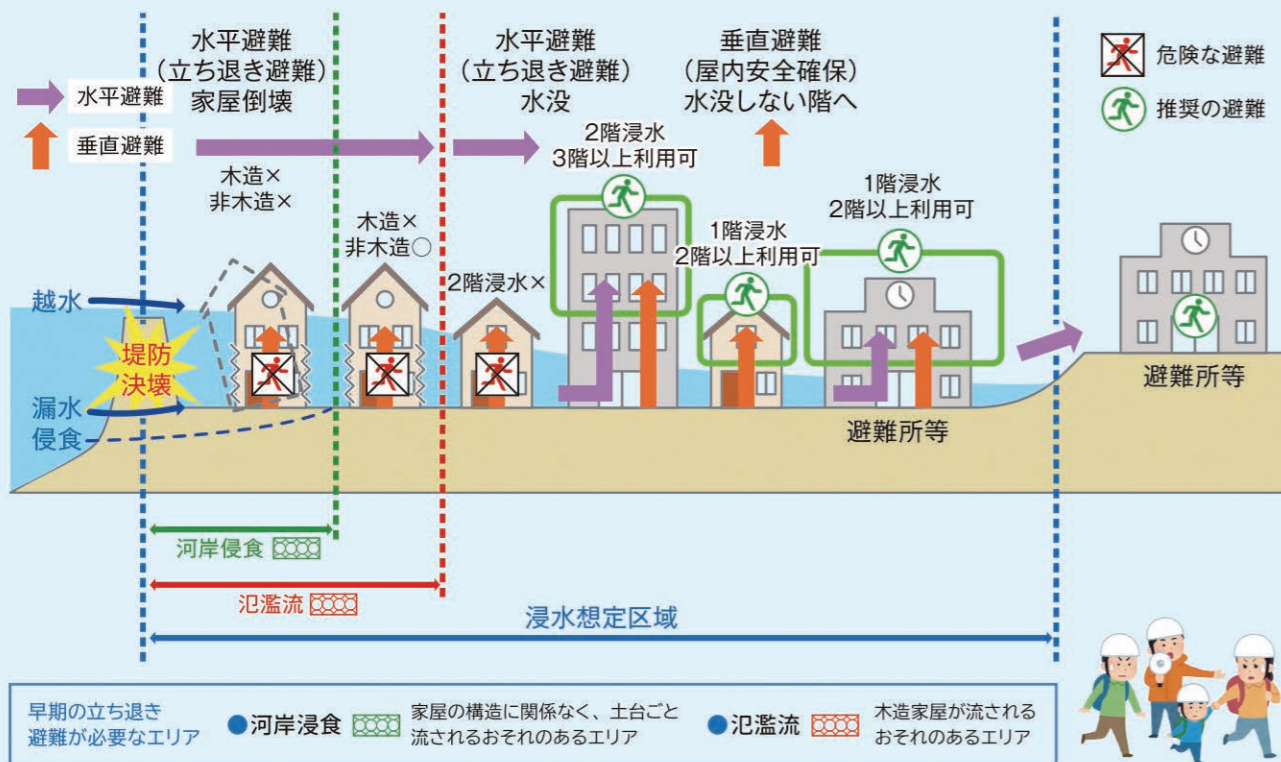 水平避難
(立ち退き避難)
家屋倒壊
水平避難
(立ち退き避難)
水没
垂直避難
(屋内安全確保)
水没しない階へ
危険な避難
推奨の避難
水平避難
垂直避難
木造×
非木造×
木造×
非木造○
2階浸水×
2階浸水
3階以上利用可
1階浸水
2階以上利用可
1階浸水
2階以上利用可
越水
堤防
決壊
漏水
侵食
避難所等
避難所等
河岸侵食
氾濫流
浸水想定区域
早期の立ち退き
避難が必要なエリア
●河岸浸食
家屋の構造に関係なく、土台ごと
流されるおそれのあるエリア
●氾濫流
木造家屋が流される
おそれのあるエリア